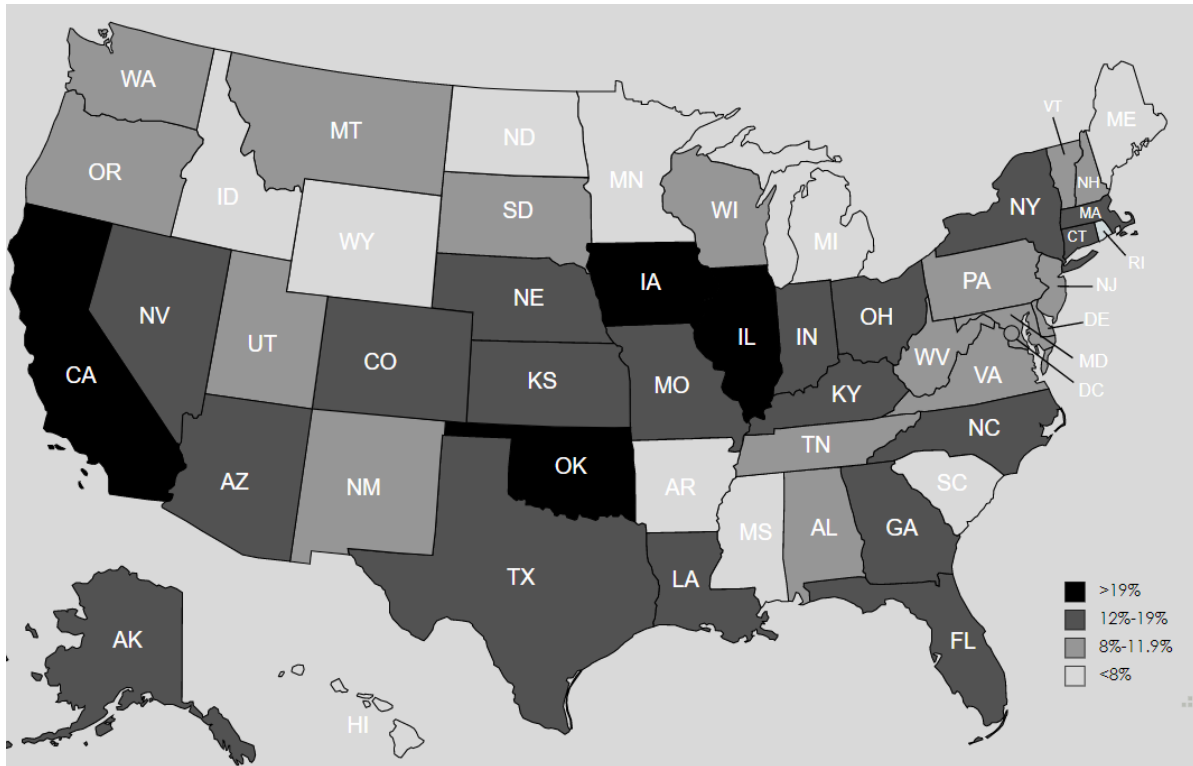 WA
MT
ND
MN
VT
ME
OR
ID
SD
WI
NH
NY
MA
WY
MI
CT
RI
IA
NE
PA
NJ
NV
UT
CO
IL
IN
OH
DE
CA
KS
MO
WV
VA
MD
KY
DC
NC
TN
AZ
NM
OK
AR
SC
MS
AL
GA
TX
LA
>19%
12%-19%
8%-11.9%
<8%
AK
FL
HI